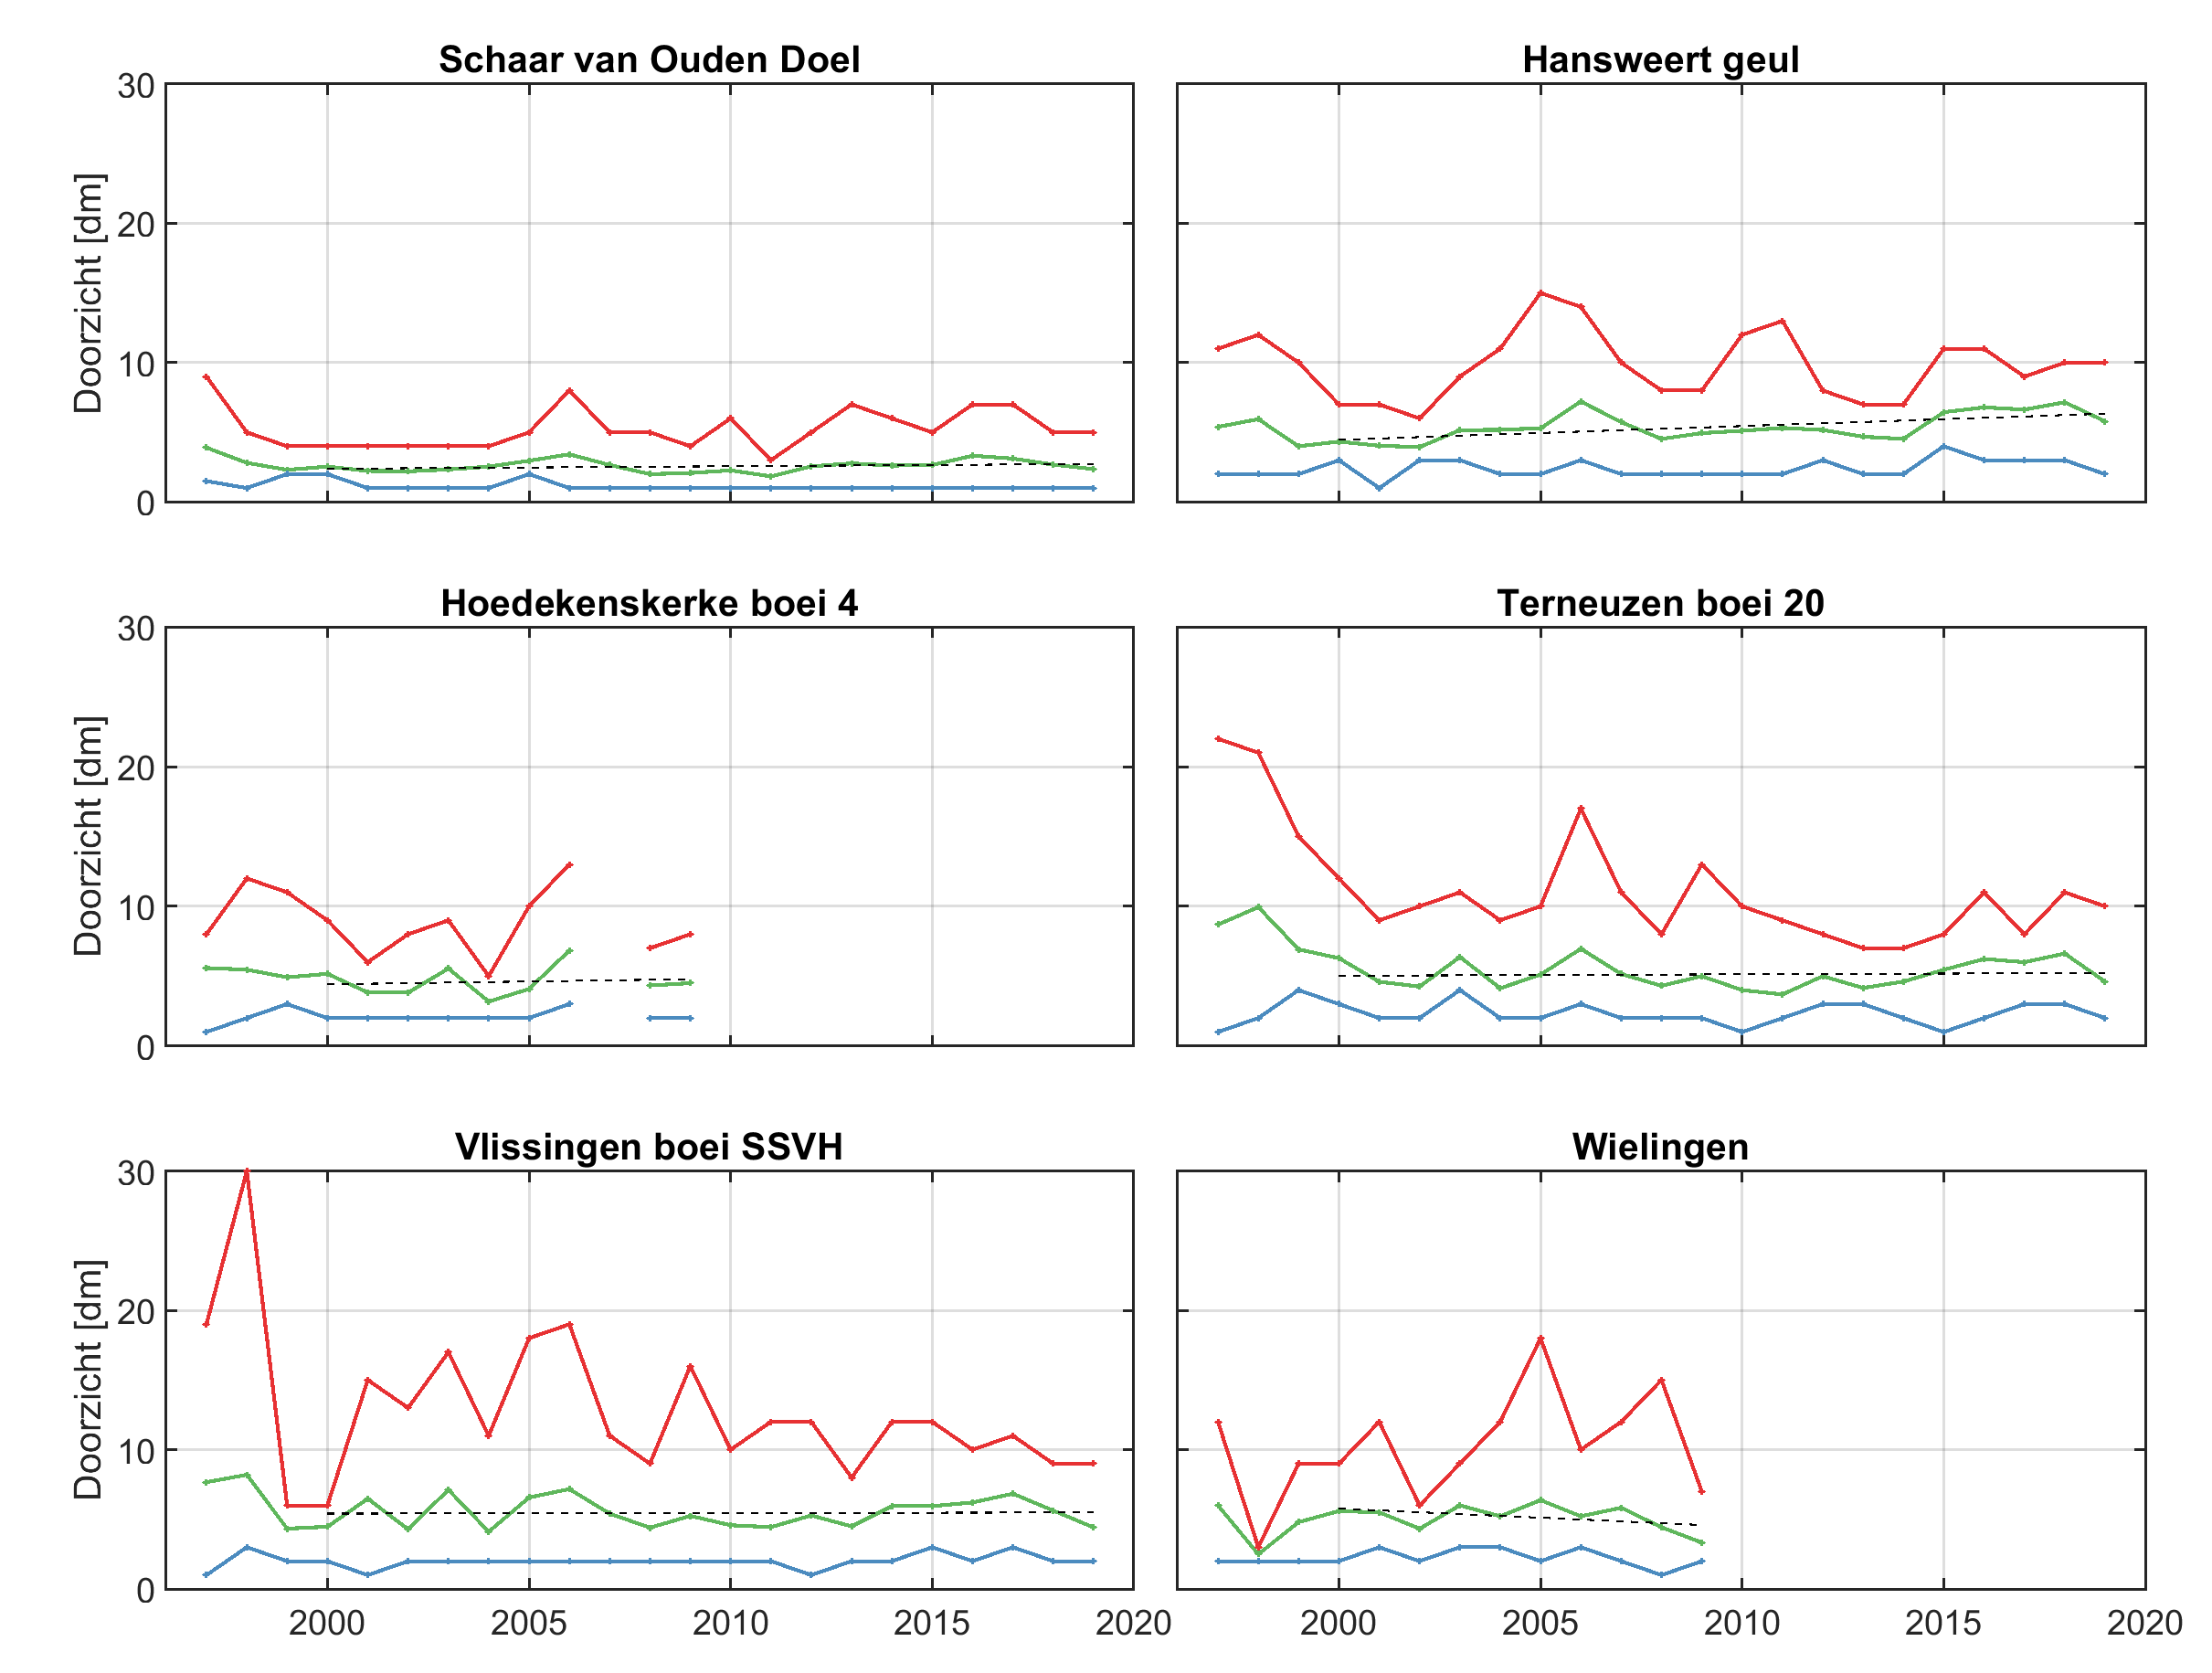 Schaar van Ouden Doel
Hansweert geul
30
20
10
0
Doorzicht [dm]
Hoedekenskerke boei 4
Terneuzen boei 20
30
20
10
0
Doorzicht [dm]
Vlissingen boei SSVH
Wielingen
30
20
10
0
Doorzicht [dm]
2000 2005 2010 2015 2020
2000 2005 2010 2015 2020